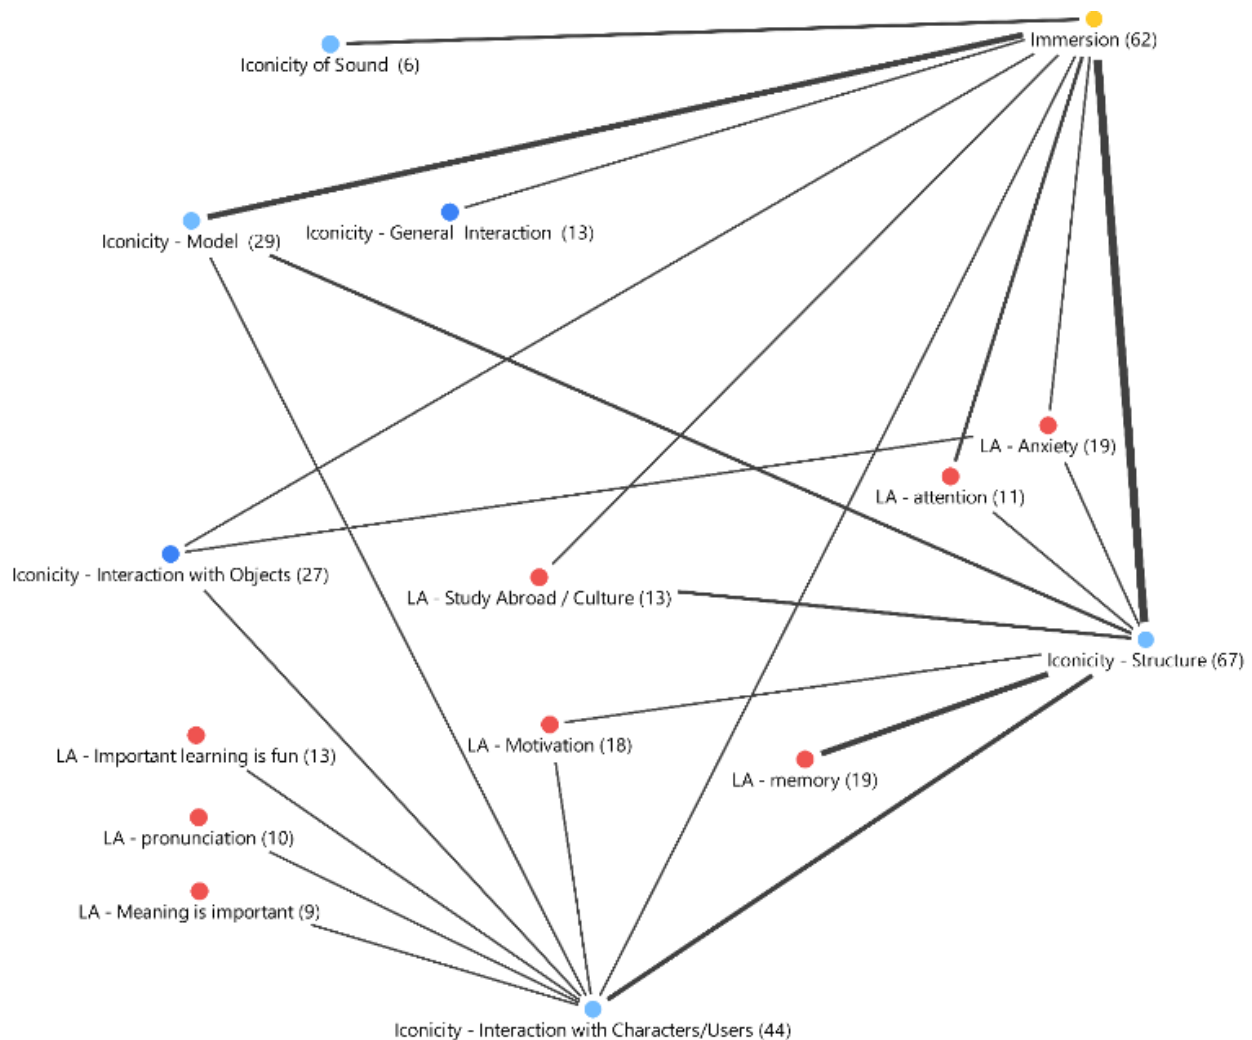 Immersion (62)
Iconicity of Sound (6)
Iconicity - Model (29)
Iconicity - General Interaction (13)
LA - Anxiety (19)
LA - attention (11)
Iconicity - Interaction with Objects (27)
LA - Study Abroad / Culture (13)
Iconicity - Structure (67)
LA - Motivation (18)
LA - Important learning is fun (13)
LA - memory (19)
LA - pronunciation (10)
LA - Meaning is important (9)
Iconicity - Interaction with Characters/Users (44)